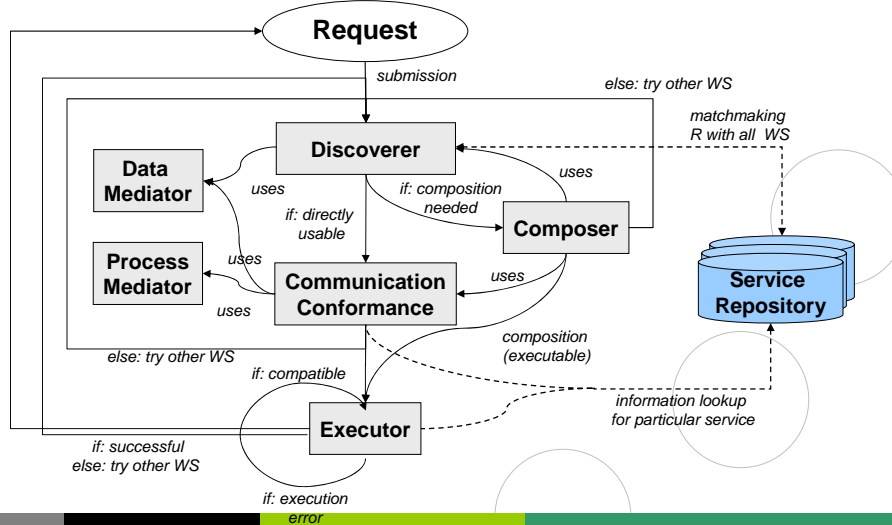 Request
submission
else: try other WS
matchmaking
R with all WS
Discoverer
Data
Mediator
uses
uses
if: composition
needed
if: directly
usable
Composer
uses
Process
Mediator
uses
uses
Communication
Conformance
Service
Repository
composition
(executable)
else: try other WS
if: compatible
information lookup
for particular service
Executor
if: successful
else: try other WS
if: execution
error